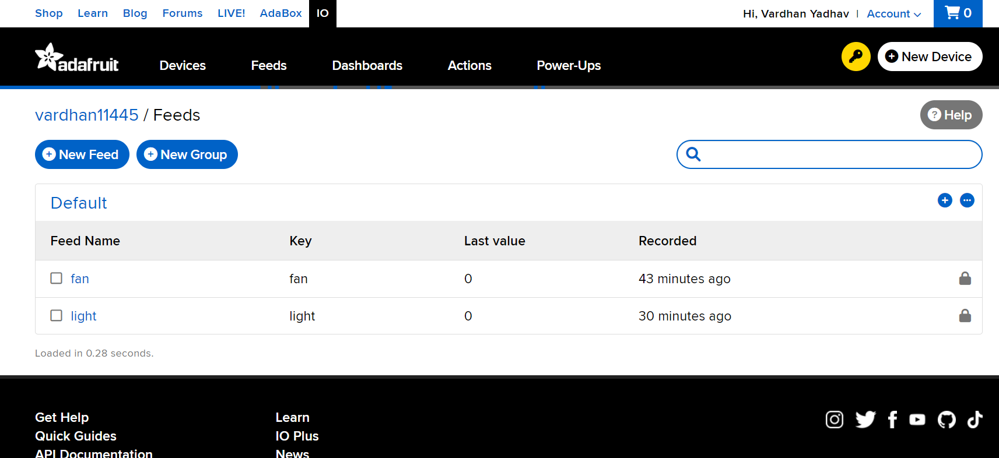 Shop Learn Blog Forums LIVE! AdaBox IO Hi, Vardhan Yadhav | Account 0
adafruit Devices Feeds Dashboards Actions Power-Ups New Device
vardhan11445 / Feeds Help
New Feed New Group
Default
Feed Name Key Last value Recorded
fan fan 0 43 minutes ago
light light 0 30 minutes ago
Loaded in 0.28 seconds.
Get Help Learn
Quick Guides IO Plus
API Documentation News